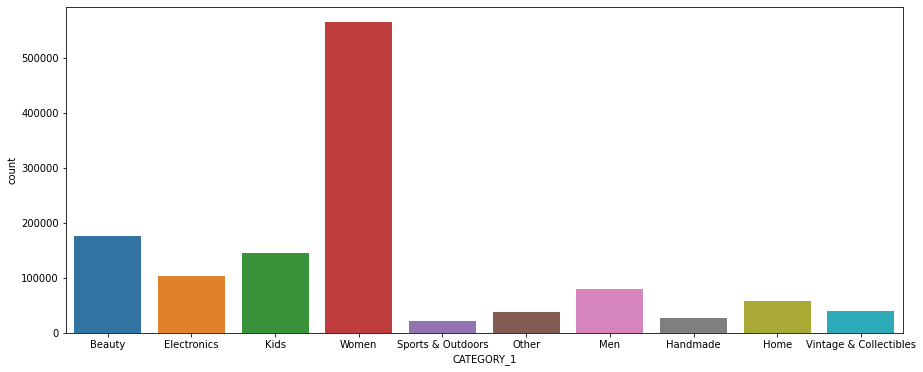 count
500000
400000
300000
200000
100000
0
Beauty
Electronics
Kids
Women
Sports & Outdoors
Other
Men
Handmade
Home
Vintage & Collectibles
CATEGORY_1